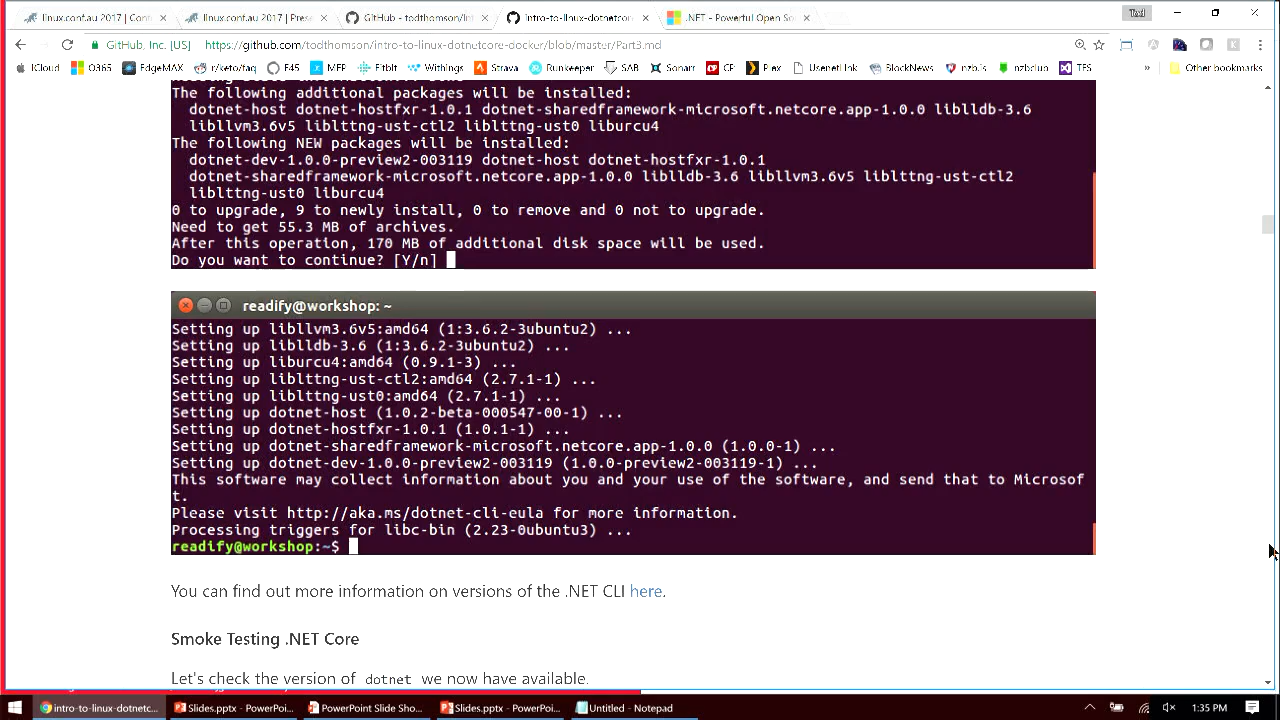 linux.conf.au 2017 | Con
linux.conf.au 2017 | Pres
GitHub - todthomson/int
intro-to-linux-dotnetcor
.NET - Powerful Open So
Tod
GitHub, Inc. [US]
https://github.com/todthomson/intro-to-linux-dotnetcore-docker/blob/master/Part3.md
iCloud
O365
EdgeMAX
r/keto/faq
F45
MFP
Fitbit
Withings
Strava
Runkeeper
SAB
Sonarr
CP
Plex
UsenetLink
BlockNews
nzb.is
nzbclub
TFS
»
Other bookmarks
The following additional packages will be installed:
dotnet-host dotnet-hostfxr-1.0.1 dotnet-sharedframework-microsoft.netcore.app-1.0.0 liblldb-3.6
libllvm3.6v5 liblttng-ust-ctl2 liblttng-ust0 liburcu4
The following NEW packages will be installed:
dotnet-dev-1.0.0-preview2-003119 dotnet-host dotnet-hostfxr-1.0.1
dotnet-sharedframework-microsoft.netcore.app-1.0.0 liblldb-3.6 libllvm3.6v5 liblttng-ust-ctl2
liblttng-ust0 liburcu4
0 to upgrade, 9 to newly install, 0 to remove and 0 not to upgrade.
Need to get 55.3 MB of archives.
After this operation, 170 MB of additional disk space will be used.
Do you want to continue? [Y/n]
readify@workshop: ~
Setting up libllvm3.6v5:amd64 (1:3.6.2-3ubuntu2) ...
Setting up liblldb-3.6 (1:3.6.2-3ubuntu2) ...
Setting up liburcu4:amd64 (0.9.1-3) ...
Setting up liblttng-ust-ctl2:amd64 (2.7.1-1) ...
Setting up liblttng-ust0:amd64 (2.7.1-1) ...
Setting up dotnet-host (1.0.2-beta-000547-00-1) ...
Setting up dotnet-hostfxr-1.0.1 (1.0.1-1) ...
Setting up dotnet-sharedframework-microsoft.netcore.app-1.0.0 (1.0.0-1) ...
Setting up dotnet-dev-1.0.0-preview2-003119 (1.0.0-preview2-003119-1) ...
This software may collect information about you and your use of the software, and send that to Microsof
t.
Please visit http://aka.ms/dotnet-cli-eula for more information.
Processing triggers for libc-bin (2.23-0ubuntu3) ...
readify@workshop:~$
You can find out more information on versions of the .NET CLI here.
Smoke Testing .NET Core
Let's check the version of dotnet we now have available.
intro-to-linux-dotnetc...
Slides.pptx - PowerPoi...
PowerPoint Slide Sho...
Slides.pptx - PowerPoi...
Untitled - Notepad
1:35 PM